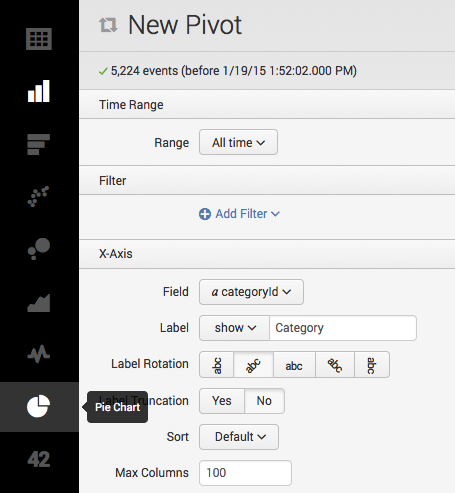 New Pivot
5,224 events (before 1/19/15 1:52:02.000 PM)
Time Range
Range All time
Filter
Add Filter
X-Axis
Field a categoryId
Label show Category
Label Rotation abc abc abc abc abc
Label Truncation Yes No
Pie Chart
Sort Default
42
Max Columns 100